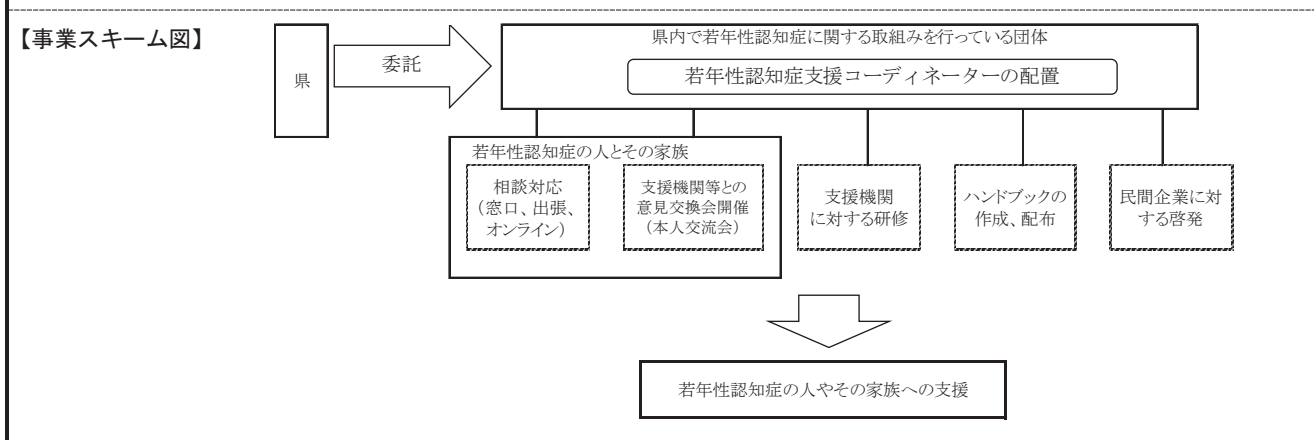 【事業スキーム図】
県
委託
県内で若年性認知症に関する取組みを行っている団体
若年性認知症支援コーディネーターの配置
若年性認知症の人とその家族
相談対応
（窓口、出張、
オンライン）
支援機関等との
意見交換会開催
（本人交流会）
支援機関
に対する研修
ハンドブックの
作成、配布
民間企業に対
する啓発
若年性認知症の人やその家族への支援